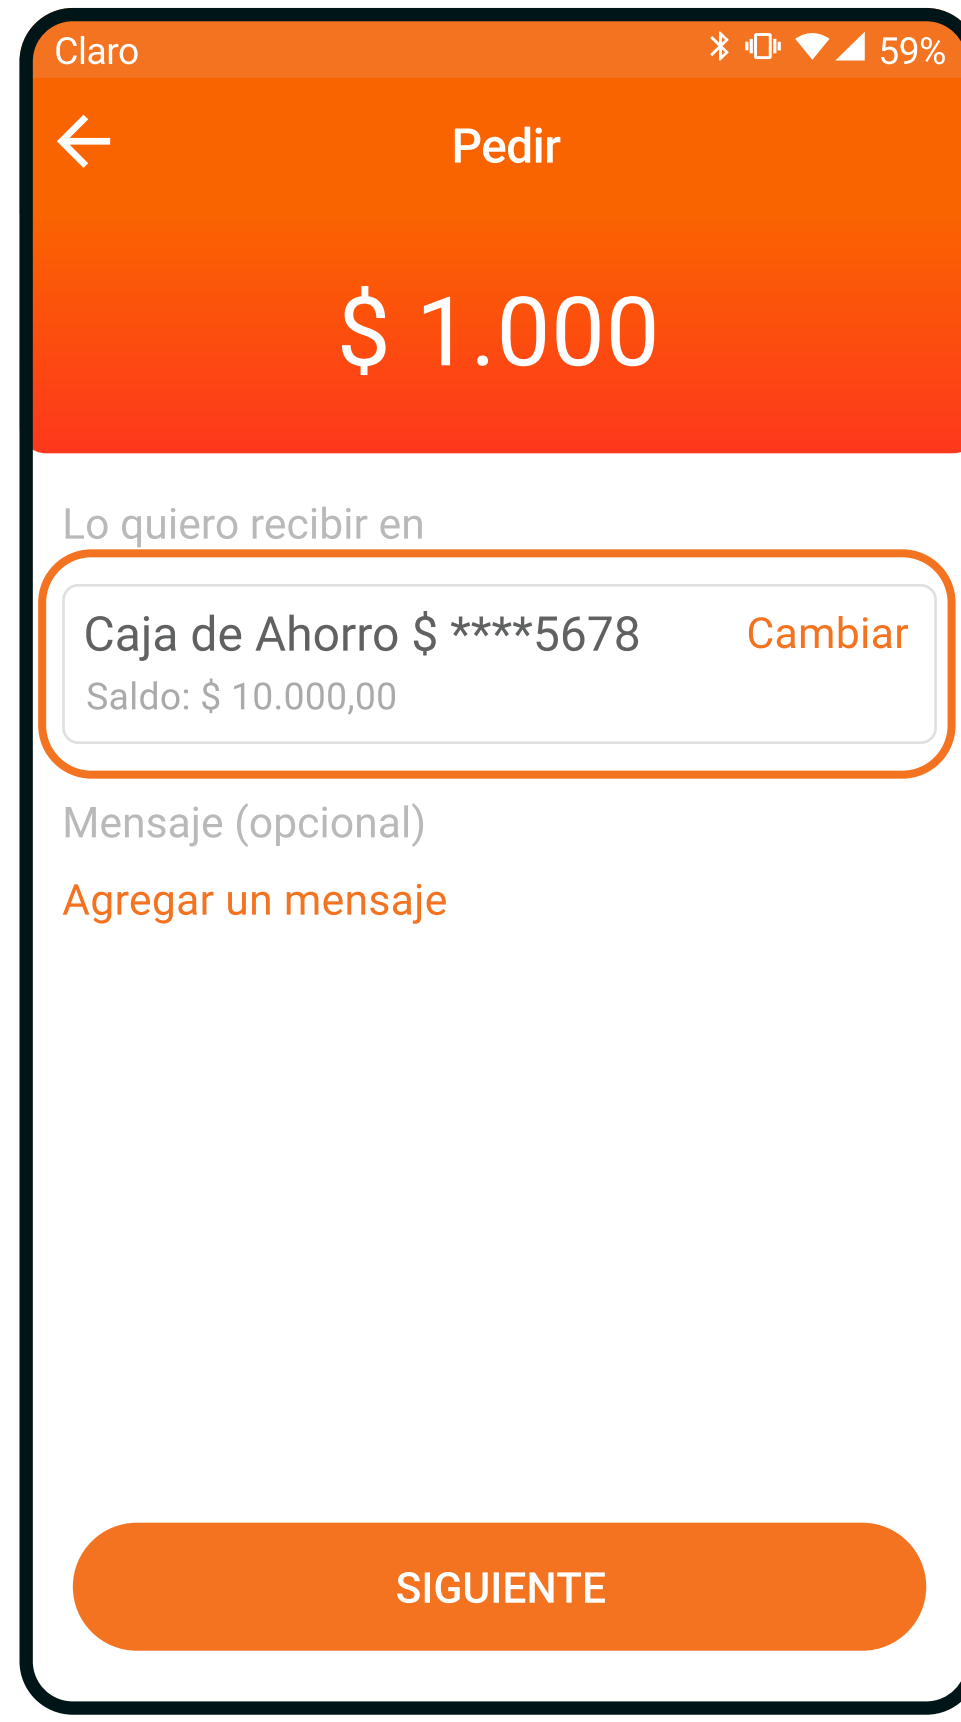 Claro 59%
Pedir
$ 1.000
Lo quiero recibir en
Caja de Ahorro $ ****5678 Cambiar
Saldo: $ 10.000,00
Mensaje (opcional)
Agregar un mensaje
SIGUIENTE